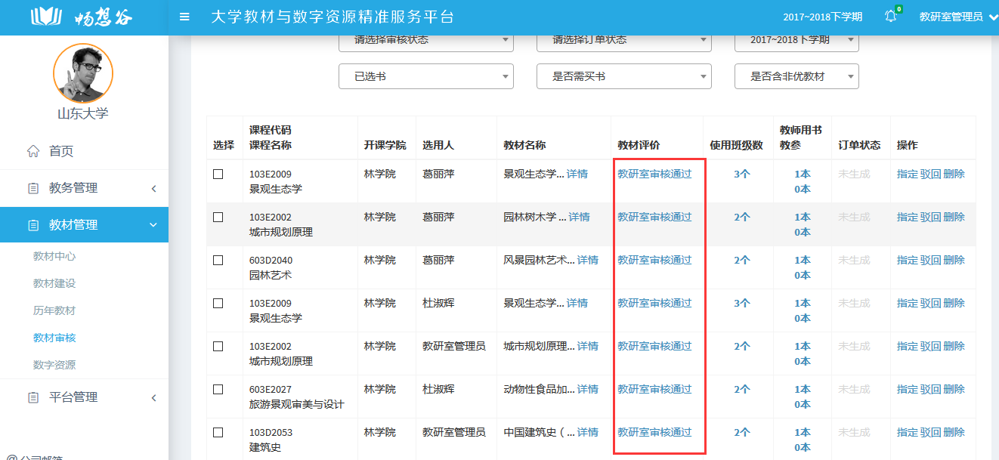 畅想谷
大学教材与数字资源精准服务平台
2017~2018下学期
0
教研室管理员
山东大学
首页
教务管理
教材管理
教材中心
教材建设
历年教材
教材审核
数字资源
平台管理
@公司邮箱
请选择审核状态
请选择订单状态
2017~2018下学期
已选书
是否需买书
是否含非优教材
选择
课程代码
课程名称
开课学院
选用人
教材名称
教材评价
使用班级数
教师用书
教参
订单状态
操作
103E2009
景观生态学
林学院
葛丽萍
景观生态学... 详情
教研室审核通过
3个
1本
0本
未生成
指定 驳回 删除
103E2002
城市规划原理
林学院
葛丽萍
园林树木学 ... 详情
教研室审核通过
2个
1本
0本
未生成
指定 驳回 删除
603D2040
园林艺术
林学院
葛丽萍
风景园林艺术... 详情
教研室审核通过
2个
1本
0本
未生成
指定 驳回 删除
103E2009
景观生态学
林学院
杜淑辉
景观生态学... 详情
教研室审核通过
3个
1本
0本
未生成
指定 驳回 删除
103E2002
城市规划原理
林学院
教研室管理员
城市规划原理... 详情
教研室审核通过
2个
1本
0本
未生成
指定 驳回 删除
603E2027
旅游景观审美与设计
林学院
杜淑辉
动物性食品加... 详情
教研室审核通过
2个
1本
0本
未生成
指定 驳回 删除
103D2053
建筑史
林学院
教研室管理员
中国建筑史（... 详情
教研室审核通过
2个
1本
0本
未生成
指定 驳回 删除